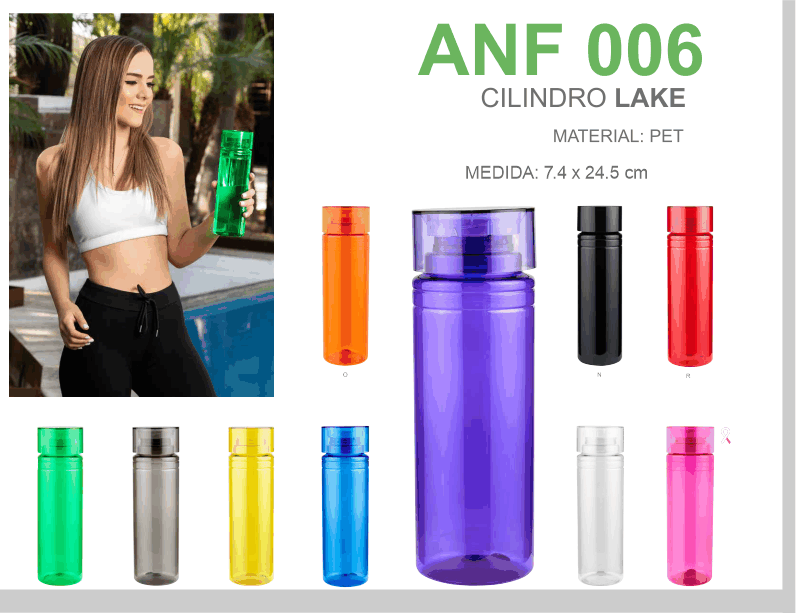 ANF 006
CILINDRO LAKE
MATERIAL: PET
MEDIDA: 7.4 x 24.5 cm
O
N
R